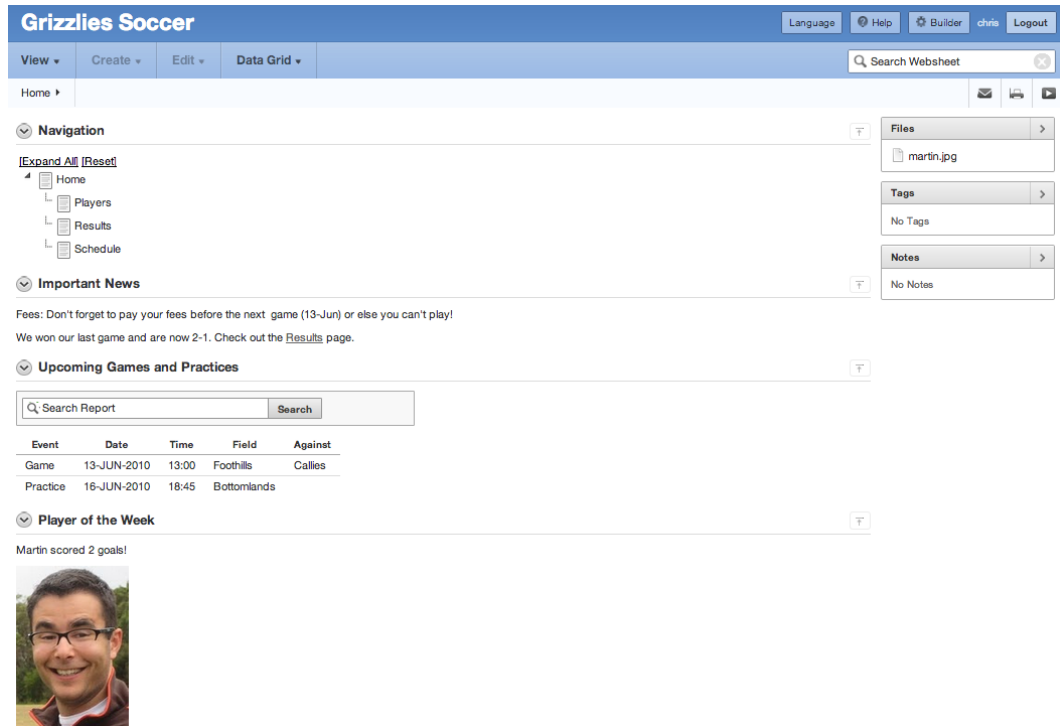 Grizzlies Soccer
Language Help Builder chris Logout
View Create Edit Data Grid Search Websheet
Home
Navigation
[Expand All] [Reset]
Home
Players
Results
Schedule
Important News
Fees: Don't forget to pay your fees before the next game (13-Jun) or else you can't play!
We won our last game and are now 2-1. Check out the Results page.
Upcoming Games and Practices
Search Report Search
Event Date Time Field Against
Game 13-JUN-2010 13:00 Foothills Callies
Practice 16-JUN-2010 18:45 Bottomlands
Player of the Week
Martin scored 2 goals!
Files
martin.jpg
Tags
No Tags
Notes
No Notes